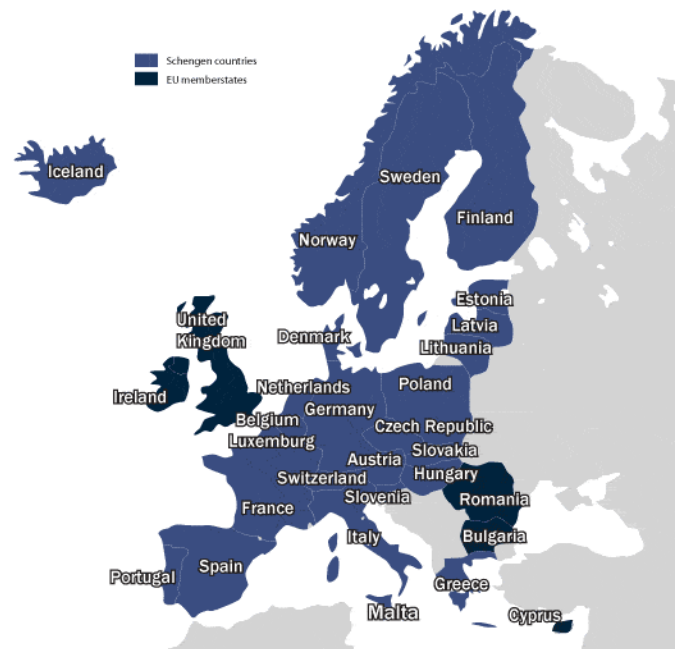 Schengen countries
EU memberstates
Iceland
Sweden
Finland
Norway
Estonia
United
Kingdom
Latvia
Denmark
Lithuania
Netherlands
Poland
Ireland
Germany
Belgium
Czech Republic
Luxemburg
Slovakia
Austria
Hungary
Switzerland
Slovenia
Romania
France
Italy
Bulgaria
Spain
Portugal
Greece
Malta
Cyprus